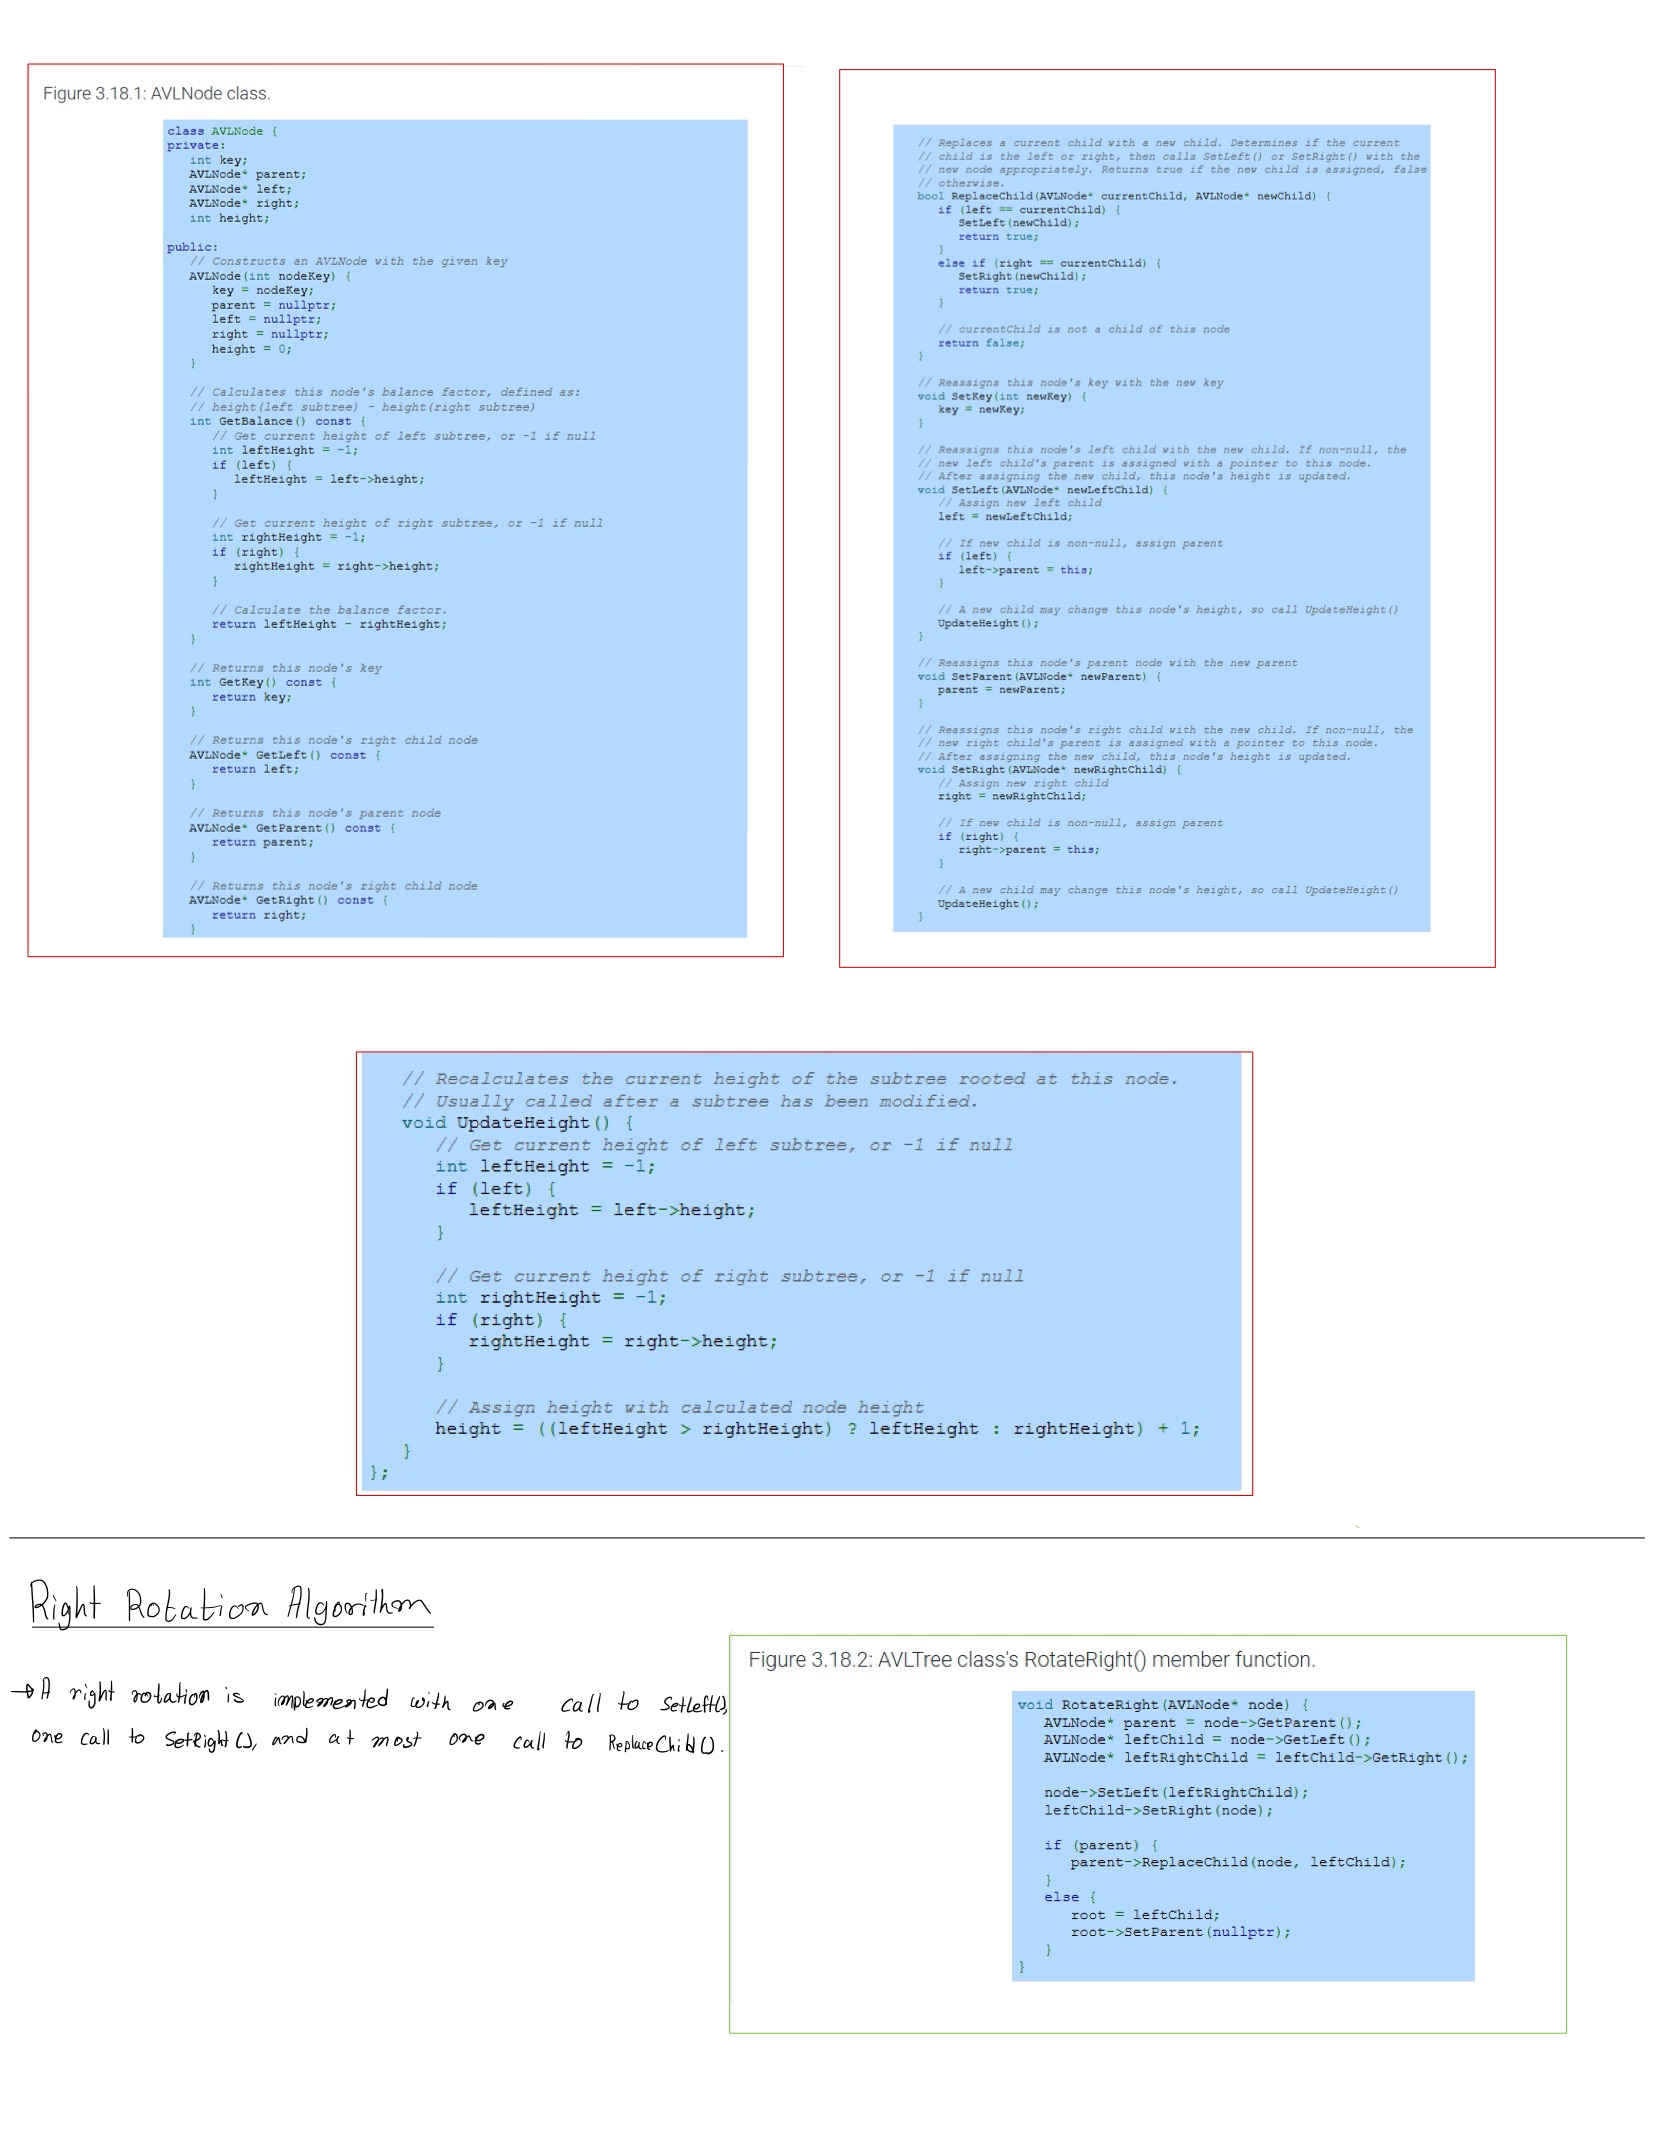 Figure 3.18.1: AVLNode class.
class AVLNode {
private:
int key;
AVLNode* parent;
AVLNode* left;
AVLNode* right;
int height;
public:
// Constructs an AVLNode with the given key
AVLNode(int nodeKey) {
key = nodeKey;
parent = nullptr;
left = nullptr;
right = nullptr;
height = 0;
}
// Calculates this node's balance factor, defined as:
// height(left subtree) - height(right subtree)
int GetBalance() const {
// Get current height of left subtree, or -1 if null
int leftHeight = -1;
if (left) {
leftHeight = left->height;
}
// Get current height of right subtree, or -1 if null
int rightHeight = -1;
if (right) {
rightHeight = right->height;
}
// Calculate the balance factor.
return leftHeight - rightHeight;
}
// Returns this node's key
int GetKey() const {
return key;
}
// Returns this node's right child node
AVLNode* GetLeft() const {
return left;
}
// Returns this node's parent node
AVLNode* GetParent() const {
return parent;
}
// Returns this node's right child node
AVLNode* GetRight() const {
return right;
}
// Replaces a current child with a new child. Determines if the current
// child is the left or right, then calls SetLeft() or SetRight() with the
// new node appropriately. Returns true if the new child is assigned, false
// otherwise.
bool ReplaceChild(AVLNode* currentChild, AVLNode* newChild) {
if (left == currentChild) {
SetLeft(newChild);
return true;
}
else if (right == currentChild) {
SetRight(newChild);
return true;
}
// currentChild is not a child of this node
return false;
}
// Reassigns this node's key with the new key
void SetKey(int newKey) {
key = newKey;
}
// Reassigns this node's left child with the new child. If non-null, the
// new left child's parent is assigned with a pointer to this node.
// After assigning the new child, this node's height is updated.
void SetLeft(AVLNode* newLeftChild) {
// Assign new left child
left = newLeftChild;
// If new child is non-null, assign parent
if (left) {
left->parent = this;
}
// A new child may change this node's height, so call UpdateHeight()
UpdateHeight();
}
// Reassigns this node's parent node with the new parent
void SetParent(AVLNode* newParent) {
parent = newParent;
}
// Reassigns this node's right child with the new child. If non-null, the
// new right child's parent is assigned with a pointer to this node.
// After assigning the new child, this node's height is updated.
void SetRight(AVLNode* newRightChild) {
// Assign new right child
right = newRightChild;
// If new child is non-null, assign parent
if (right) {
right->parent = this;
}
// A new child may change this node's height, so call UpdateHeight()
UpdateHeight();
}
// Recalculates the current height of the subtree rooted at this node.
// Usually called after a subtree has been modified.
void UpdateHeight() {
// Get current height of left subtree, or -1 if null
int leftHeight = -1;
if (left) {
leftHeight = left->height;
}
// Get current height of right subtree, or -1 if null
int rightHeight = -1;
if (right) {
rightHeight = right->height;
}
// Assign height with calculated node height
height = ((leftHeight > rightHeight) ? leftHeight : rightHeight) + 1;
}
};
Right Rotation Algorithm
→ A right rotation is implemented with one call to SetLeft(),
one call to SetRight(), and at most one call to ReplaceChild().
Figure 3.18.2: AVLTree class's RotateRight() member function.
void RotateRight(AVLNode* node) {
AVLNode* parent = node->GetParent();
AVLNode* leftChild = node->GetLeft();
AVLNode* leftRightChild = leftChild->GetRight();
node->SetLeft(leftRightChild);
leftChild->SetRight(node);
if (parent) {
parent->ReplaceChild(node, leftChild);
}
else {
root = leftChild;
root->SetParent(nullptr);
}
}